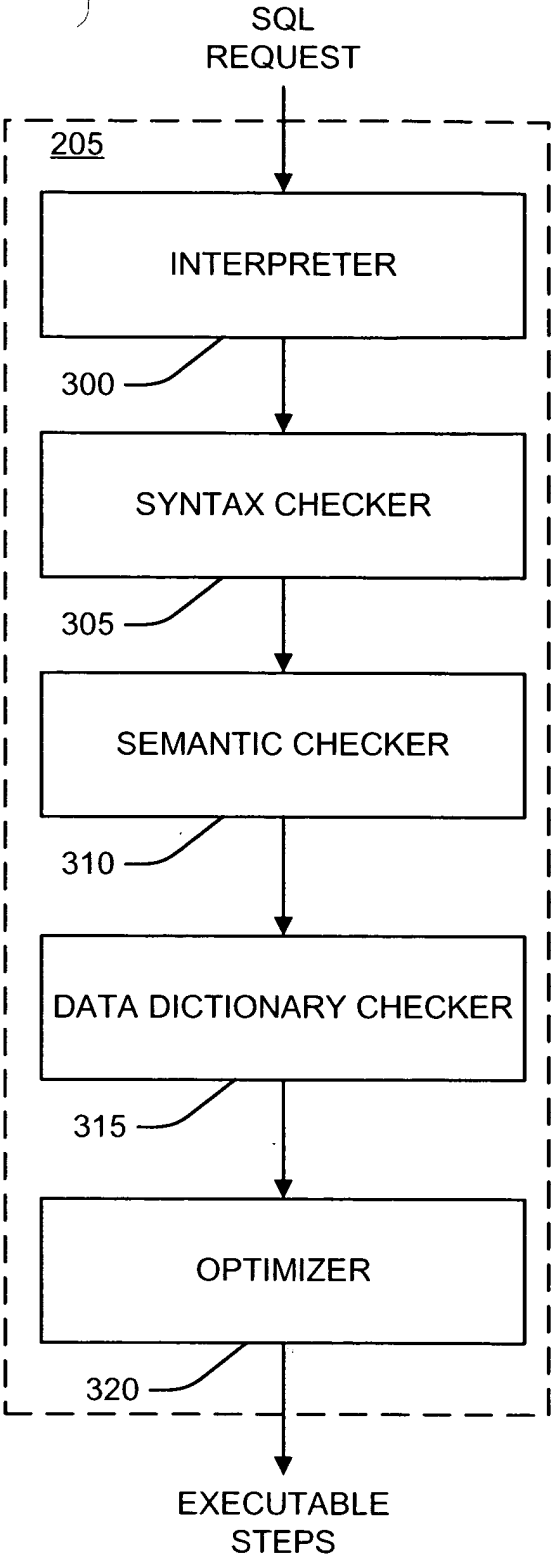 SQL
REQUEST
205
INTERPRETER
300
SYNTAX CHECKER
305
SEMANTIC CHECKER
310
DATA DICTIONARY CHECKER
315
OPTIMIZER
320
EXECUTABLE
STEPS